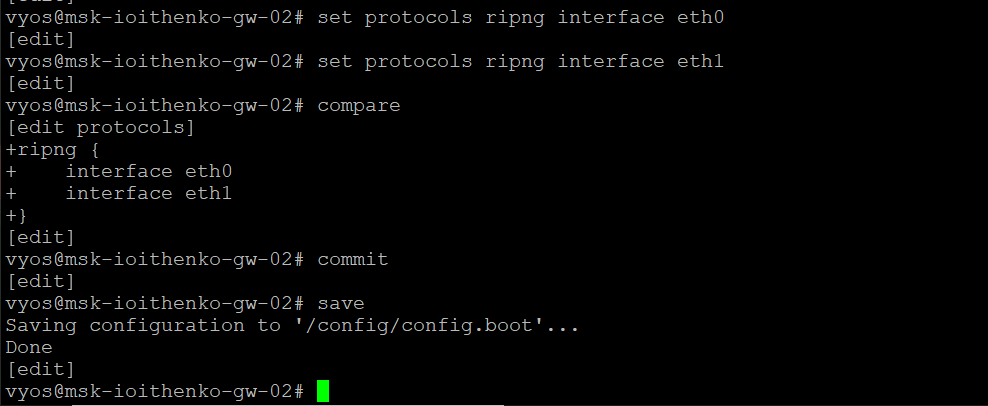 vyos@msk-ioithenko-gw-02# set protocols ripng interface eth0
[edit]
vyos@msk-ioithenko-gw-02# set protocols ripng interface eth1
[edit]
vyos@msk-ioithenko-gw-02# compare
[edit protocols]
+ripng {
+    interface eth0
+    interface eth1
+}
[edit]
vyos@msk-ioithenko-gw-02# commit
[edit]
vyos@msk-ioithenko-gw-02# save
Saving configuration to '/config/config.boot'...
Done
[edit]
vyos@msk-ioithenko-gw-02#